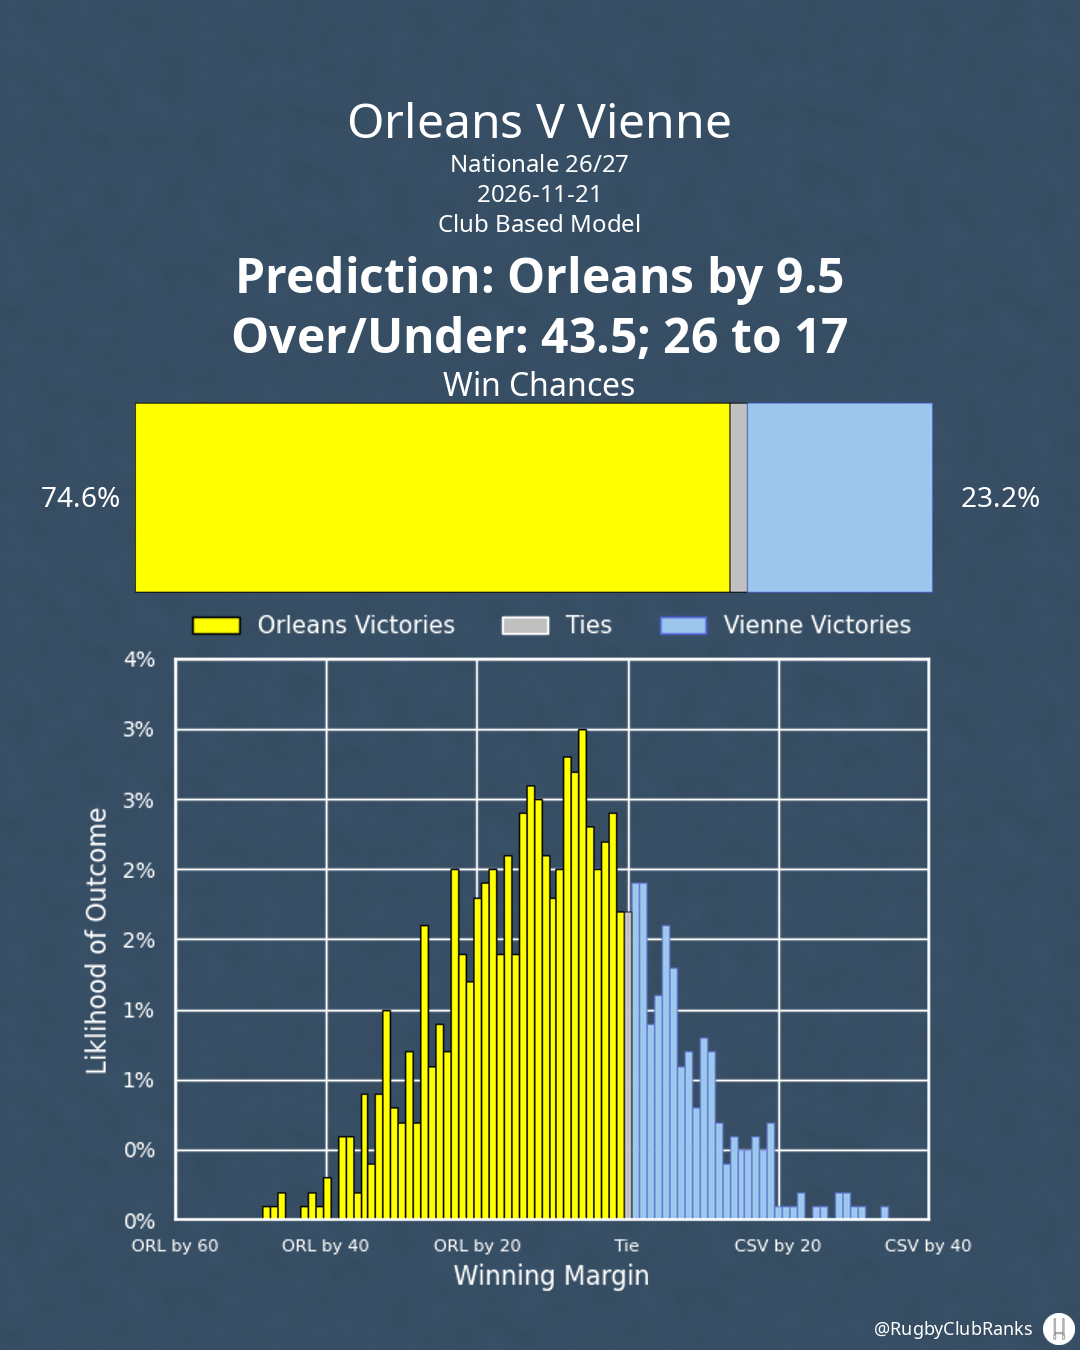 Orleans V Vienne
Nationale 26/27
2026-11-21
Club Based Model
Prediction: Orleans by 9.5
Over/Under: 43.5; 26 to 17
Win Chances
74.6%
23.2%
Orleans Victories
Ties
Vienne Victories
4%
3%
3%
2%
2%
1%
1%
0%
0%
Liklihood of Outcome
ORL by 60
ORL by 40
ORL by 20
Tie
CSV by 20
CSV by 40
Winning Margin
@RugbyClubRanks